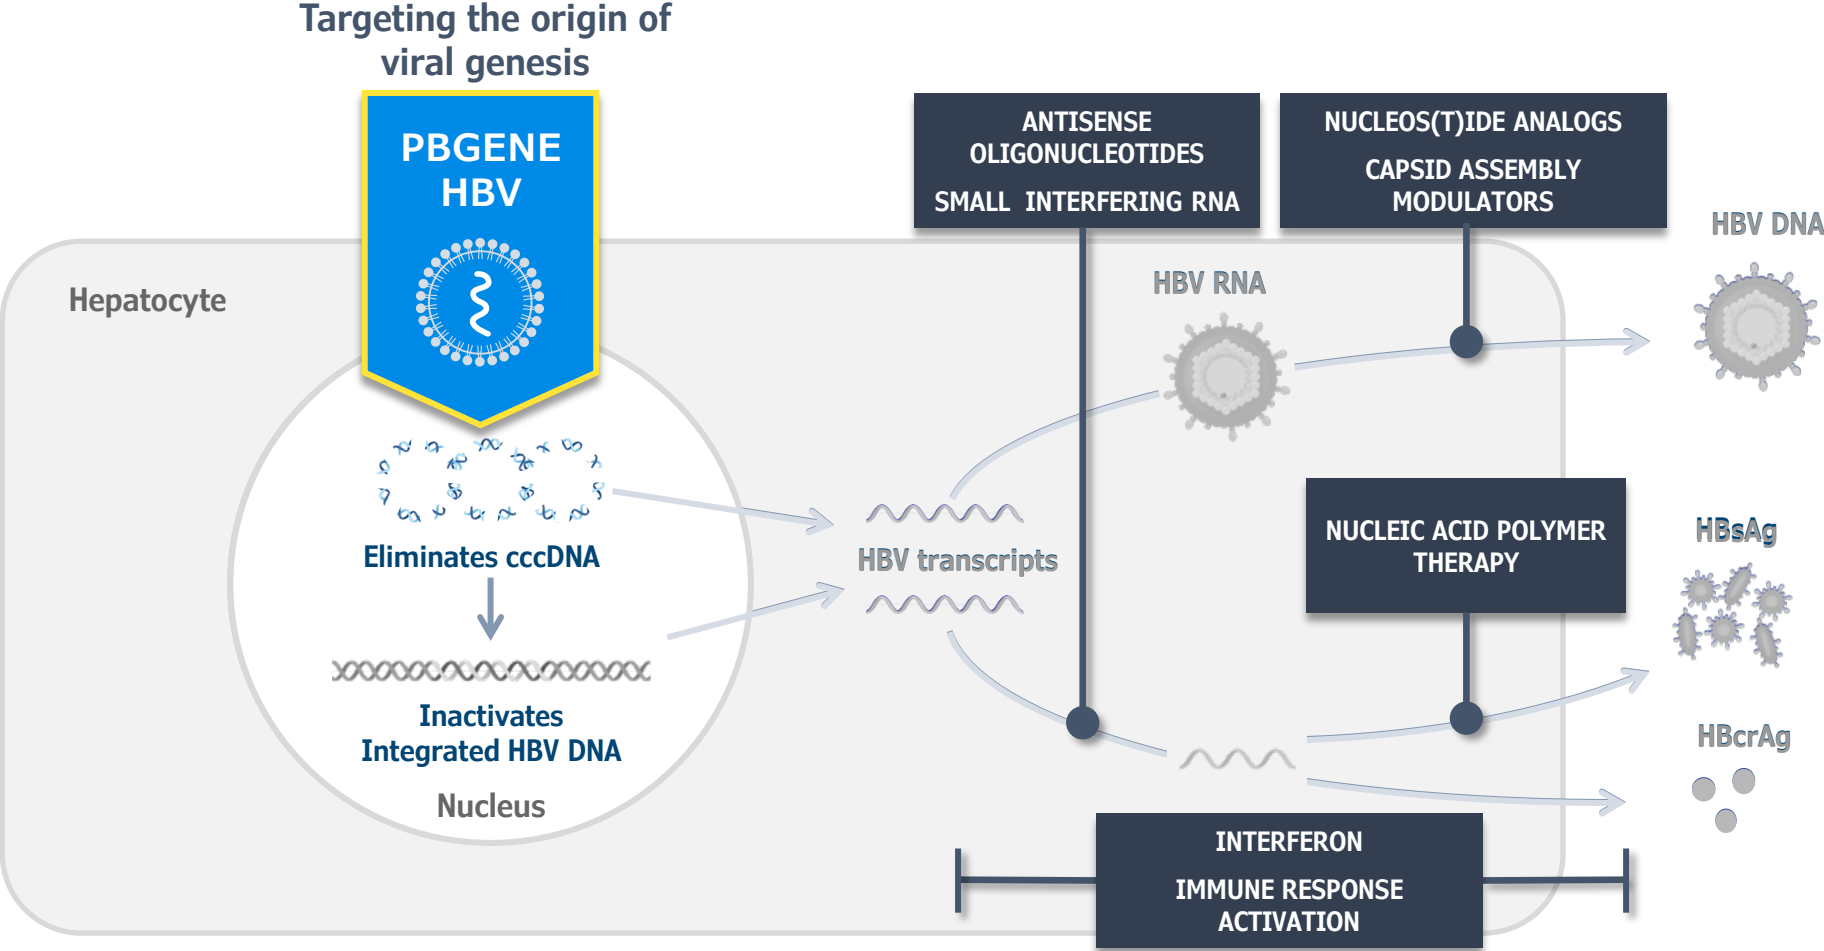 Targeting the origin of
viral genesis
PBGENE
HBV
ANTISENSE
OLIGONUCLEOTIDES
SMALL INTERFERING RNA
NUCLEOS(T)IDE ANALOGS
CAPSID ASSEMBLY
MODULATORS
HBV DNA
Hepatocyte
HBV RNA
Eliminates cccDNA
HBV transcripts
NUCLEIC ACID POLYMER
THERAPY
HBsAg
Inactivates
Integrated HBV DNA
Nucleus
HBcrAg
INTERFERON
IMMUNE RESPONSE
ACTIVATION